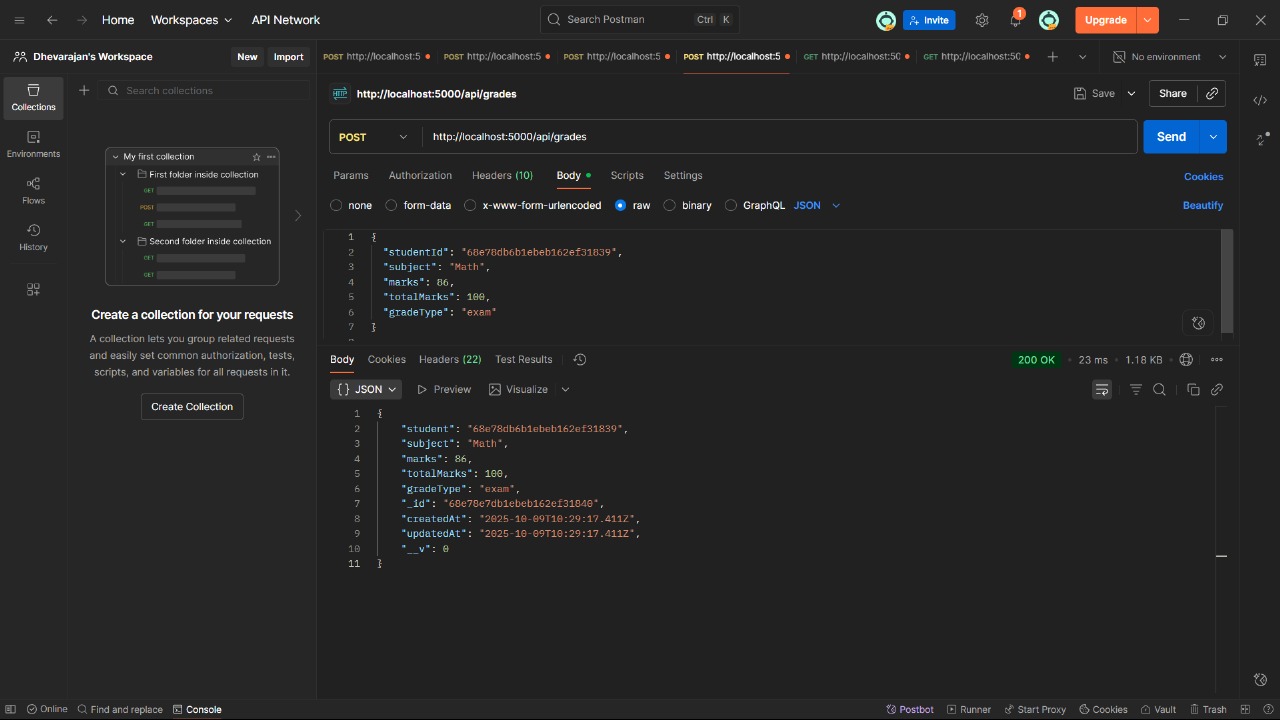 Home Workspaces API Network Search Postman Ctrl K Invite 1 Upgrade
Dhevarajan's Workspace New Import
POST http://localhost:5 POST http://localhost:5 POST http://localhost:5 POST http://localhost:5 GET http://localhost:50 GET http://localhost:50 No environment
Collections
Environments
Flows
History
Search collections
My first collection
First folder inside collection
GET
POST
GET
Second folder inside collection
GET
GET
Create a collection for your requests
A collection lets you group related requests
and easily set common authorization, tests,
scripts, and variables for all requests in it.
Create Collection
HTTP http://localhost:5000/api/grades Save Share
POST http://localhost:5000/api/grades Send
Params Authorization Headers (10) Body Scripts Settings Cookies
none form-data x-www-form-urlencoded raw binary GraphQL JSON Beautify
1 {
2 "studentId": "68e78db6b1ebeb162ef31839",
3 "subject": "Math",
4 "marks": 86,
5 "totalMarks": 100,
6 "gradeType": "exam"
7 }
Body Cookies Headers (22) Test Results 200 OK 23 ms 1.18 KB
{} JSON Preview Visualize
1 {
2 "student": "68e78db6b1ebeb162ef31839",
3 "subject": "Math",
4 "marks": 86,
5 "totalMarks": 100,
6 "gradeType": "exam",
7 "_id": "68e78e7db1ebeb162ef31840",
8 "createdAt": "2025-10-09T10:29:17.411Z",
9 "updatedAt": "2025-10-09T10:29:17.411Z",
10 "__v": 0
11 }
Online Find and replace Console Postbot Runner Start Proxy Cookies Vault Trash